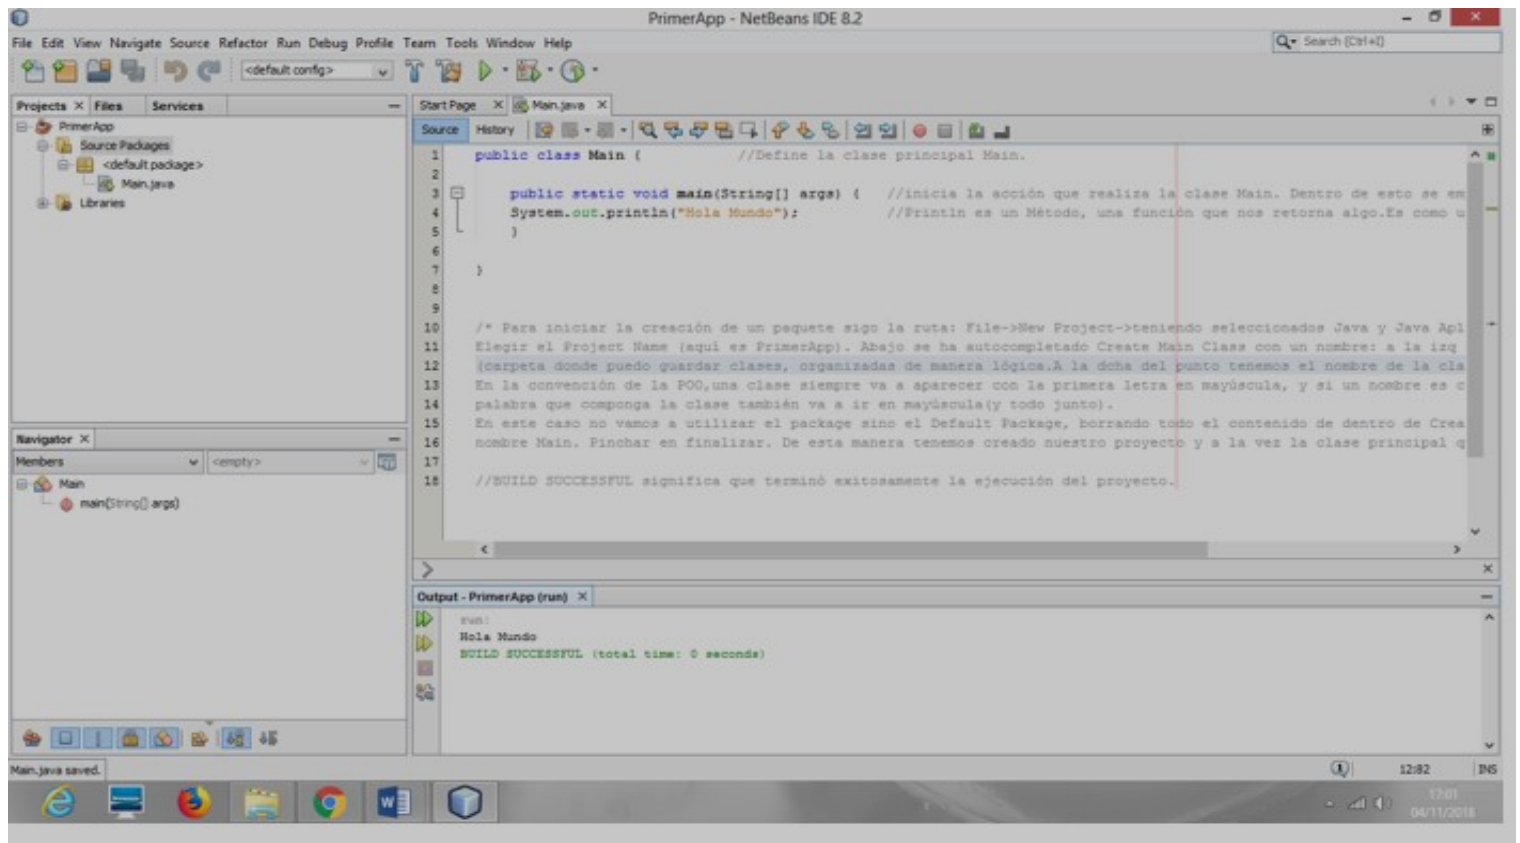 PrimerApp - NetBeans IDE 8.2
File Edit View Navigate Source Refactor Run Debug Profile Team Tools Window Help
Search (Ctrl+I)
<default config>
Projects Files Services
PrimerApp
Source Packages
<default package>
Main.java
Libraries
Start Page Main.java
Source History
1 public class Main { //Define la clase principal Main.
2
3 public static void main(String[] args) { //inicia la acción que realiza la clase Main. Dentro de esto se em
4 System.out.println("Hola Mundo"); //Println es un Método, una función que nos retorna algo.Es como u
5 }
6
7 }
8
9
10 /* Para iniciar la creación de un paquete sigo la ruta: File->New Project->teniendo seleccionados Java y Java Apl
11 Elegir el Project Name (aquí es PrimerApp). Abajo se ha autocompletado Create Main Class con un nombre: a la izq
12 (carpeta donde puedo guardar clases, organizadas de manera lógica.A la dcha del punto tenemos el nombre de la cla
13 En la convención de la POO,una clase siempre va a aparecer con la primera letra en mayúscula, y si un nombre es c
14 palabra que componga la clase también va a ir en mayúscula(y todo junto).
15 En este caso no vamos a utilizar el package sino el Default Package, borrando todo el contenido de dentro de Crea
16 nombre Main. Pinchar en finalizar. De esta manera tenemos creado nuestro proyecto y a la vez la clase principal q
17
18 //BUILD SUCCESSFUL significa que terminó exitosamente la ejecución del proyecto.
Navigator
Members <empty>
Main
main(String[] args)
Output - PrimerApp (run)
run:
Hola Mundo
BUILD SUCCESSFUL (total time: 0 seconds)
Main.java saved.
12:82 INS
17:01
04/11/2018